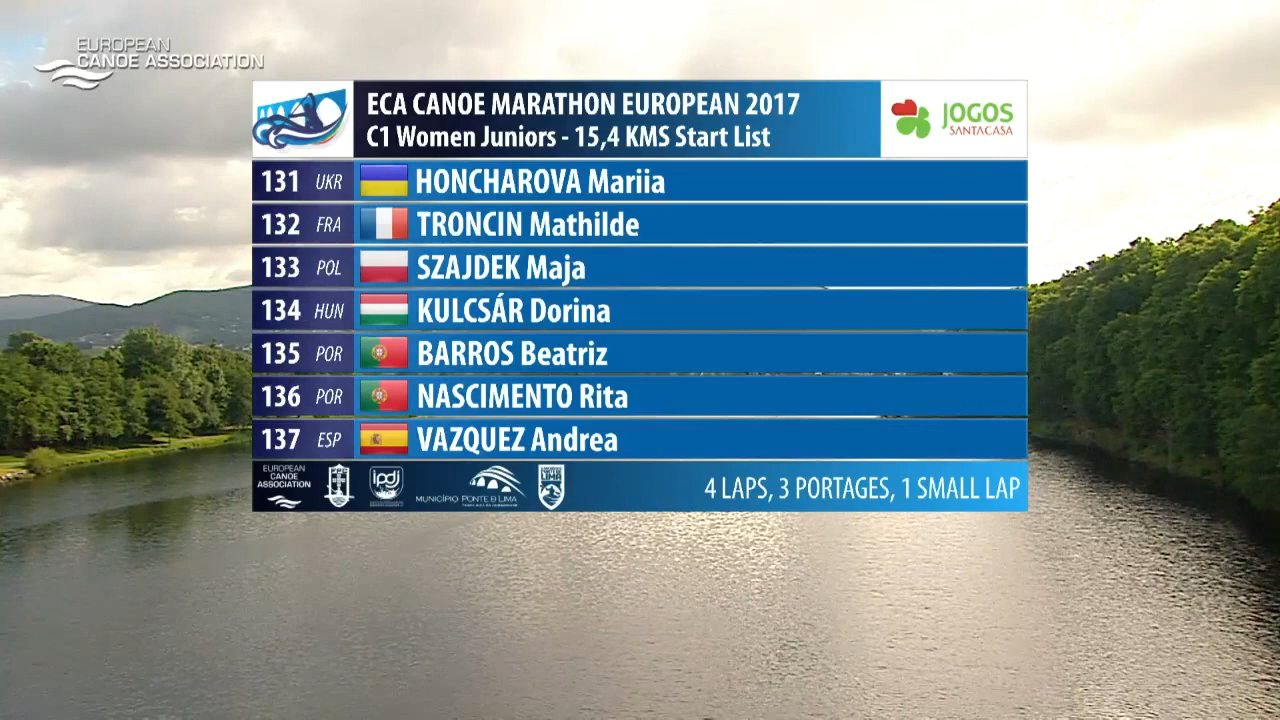 EUROPEAN
CANOE ASSOCIATION
ECA CANOE MARATHON EUROPEAN 2017
C1 Women Juniors - 15,4 KMS Start List
JOGOS
SANTACASA
131 UKR HONCHAROVA Mariia
132 FRA TRONCIN Mathilde
133 POL SZAJDEK Maja
134 HUN KULCSÁR Dorina
135 POR BARROS Beatriz
136 POR NASCIMENTO Rita
137 ESP VAZQUEZ Andrea
EUROPEAN
CANOE
ASSOCIATION
ipdj
MUNICÍPIO PONTE DE LIMA
LIMA
4 LAPS, 3 PORTAGES, 1 SMALL LAP